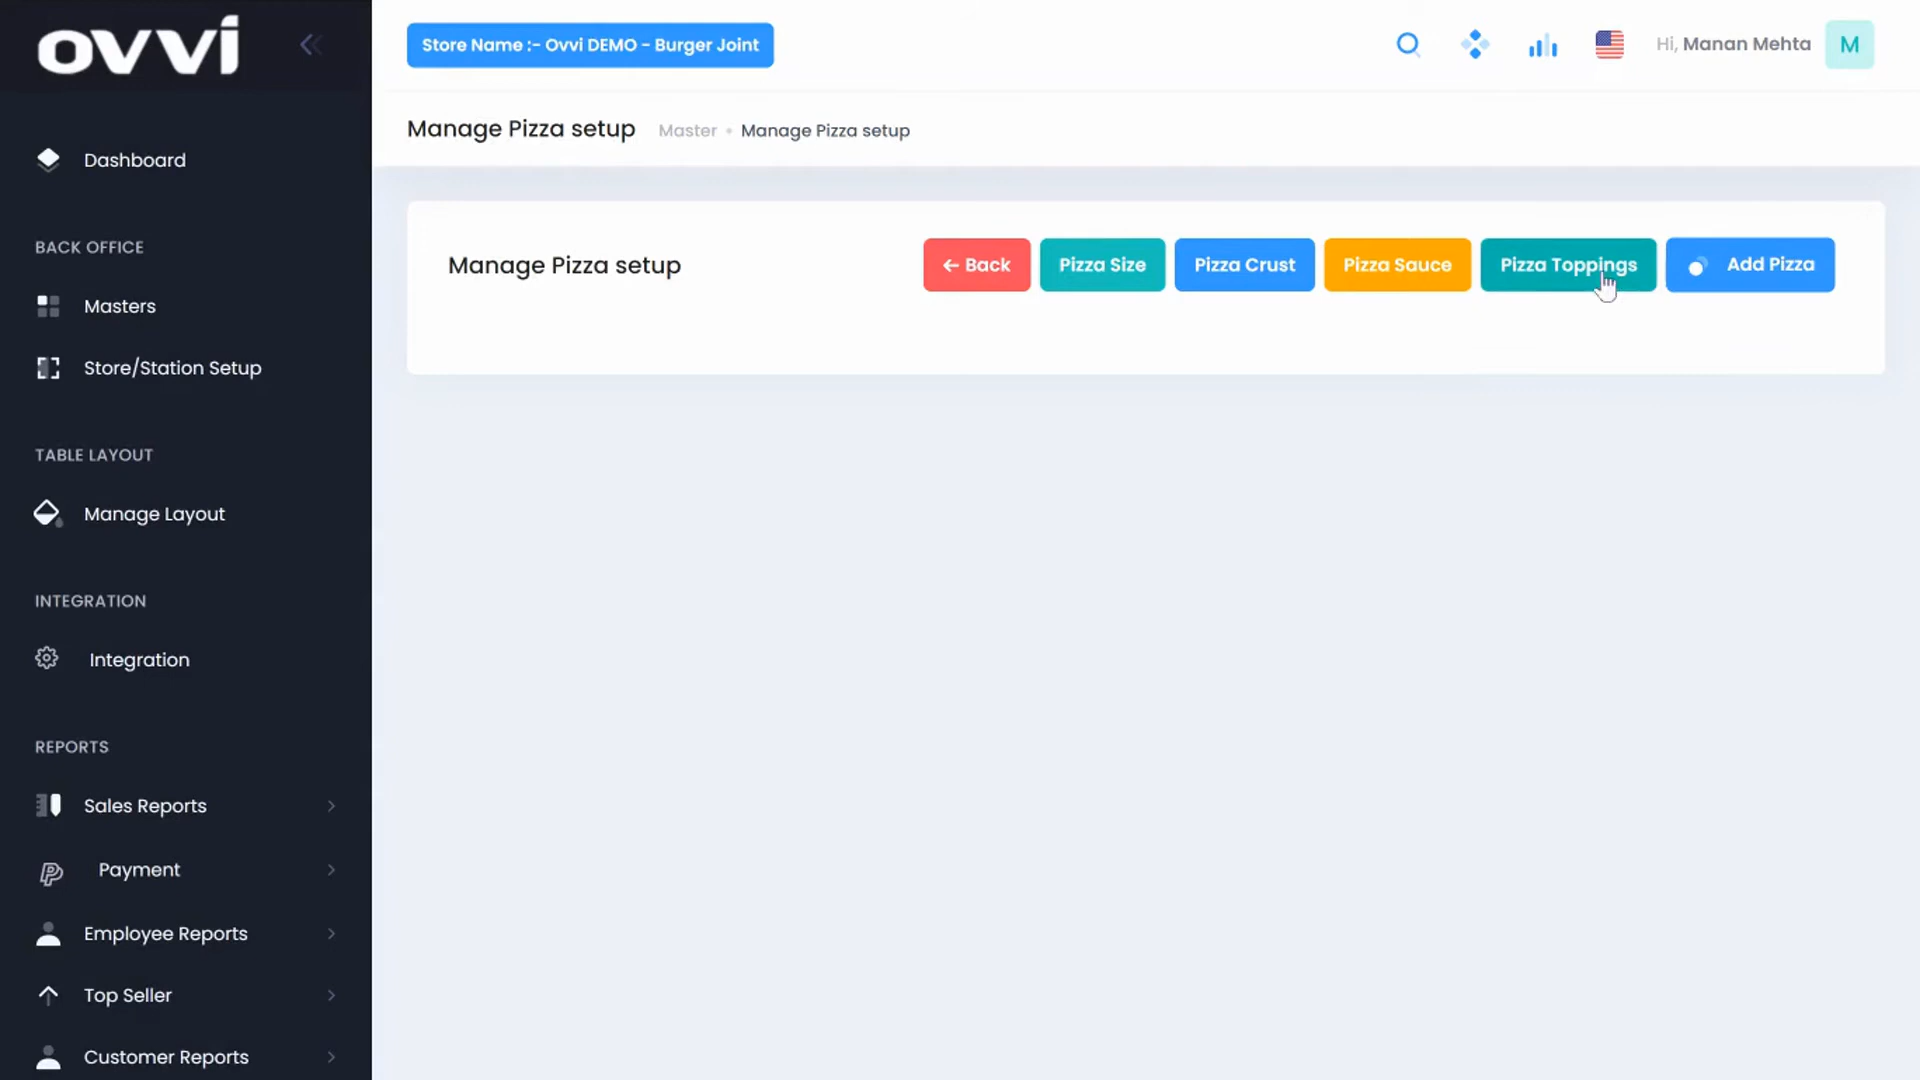 ovvi
Store Name :- Ovvi DEMO - Burger Joint
Hi, Manan Mehta
M
Manage Pizza setup
Master • Manage Pizza setup
Dashboard
BACK OFFICE
Masters
Store/Station Setup
TABLE LAYOUT
Manage Layout
INTEGRATION
Integration
REPORTS
Sales Reports
Payment
Employee Reports
Top Seller
Customer Reports
Manage Pizza setup
← Back
Pizza Size
Pizza Crust
Pizza Sauce
Pizza Toppings
Add Pizza